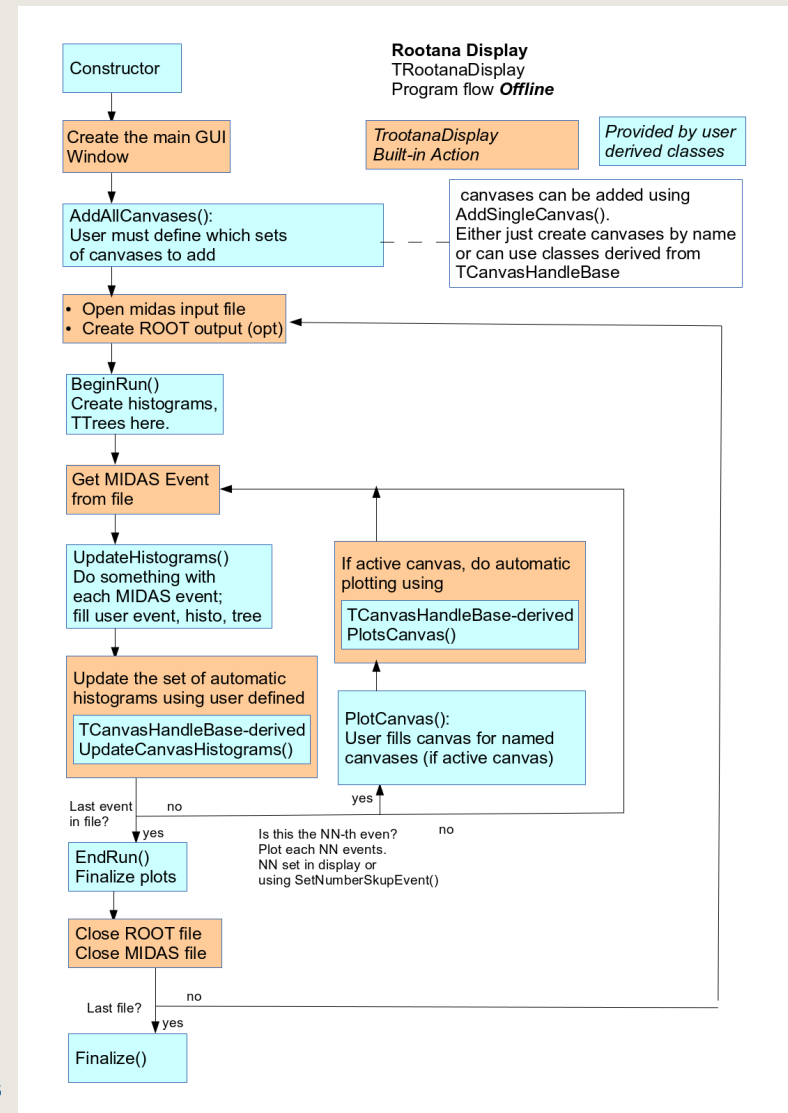 Rootana Display
TRootanaDisplay
Program flow Offline
Constructor
TrootanaDisplay
Built-in Action
Provided by user
derived classes
Create the main GUI
Window
AddAllCanvases():
User must define which sets
of canvases to add
canvases can be added using
AddSingleCanvas().
Either just create canvases by name
or can use classes derived from
TCanvasHandleBase
• Open midas input file
• Create ROOT output (opt)
BeginRun()
Create histograms,
TTrees here.
Get MIDAS Event
from file
UpdateHistograms()
Do something with
each MIDAS event;
fill user event, histo, tree
If active canvas, do automatic
plotting using
TCanvasHandleBase-derived
PlotsCanvas()
Update the set of automatic
histograms using user defined
TCanvasHandleBase-derived
UpdateCanvasHistograms()
PlotCanvas():
User fills canvas for named
canvases (if active canvas)
Last event
in file?
no
yes
yes
Is this the NN-th even?
Plot each NN events.
NN set in display or
using SetNumberSkupEvent()
no
EndRun()
Finalize plots
Close ROOT file
Close MIDAS file
Last file?
no
yes
Finalize()